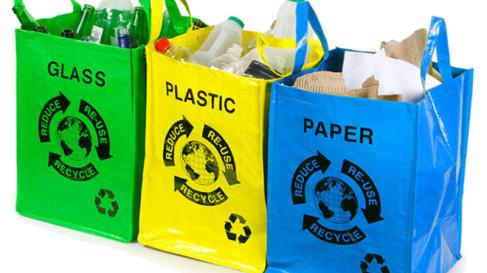 GLASS
REDUCE
RE-USE
RECYCLE
PLASTIC
REDUCE
RE-USE
RECYCLE
PAPER
REDUCE
RE-USE
RECYCLE